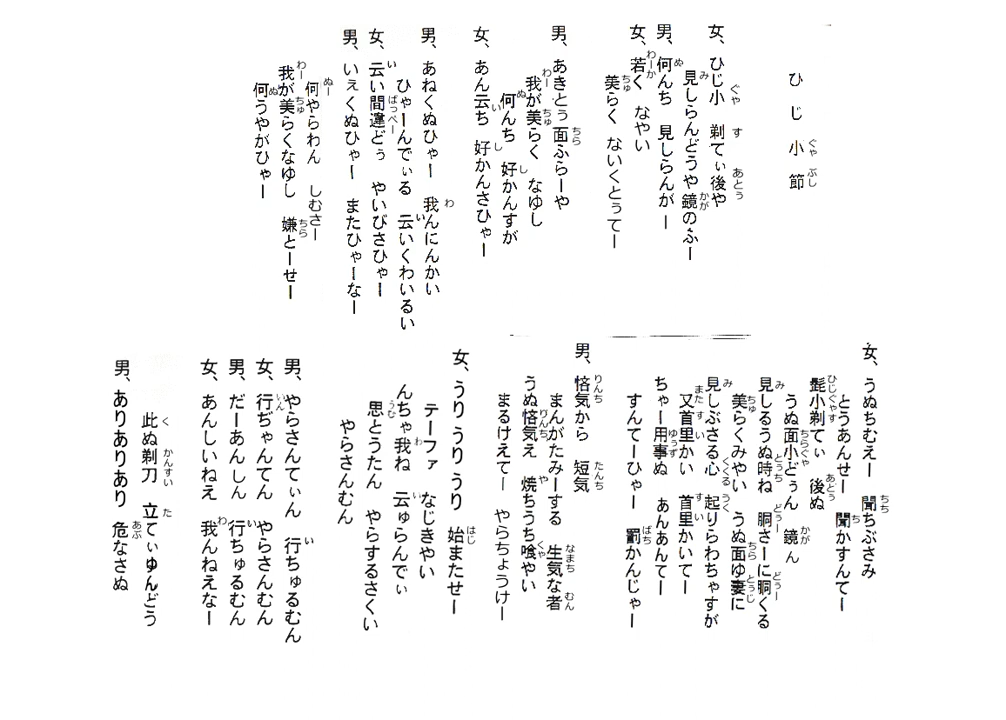 ひじ小節
女、ひじ小　剃てぃ後や
見しらんどうや鏡のふー
男、何んち　見しらんがー
女、若く　なやい
美らく　ないくとぅてー
男、あきとう　面ふらーや
我が美らく　なゆし
何んち　好かんすが
女、あん云ち　好かんさひゃー
男、あねくぬひゃー　我んにんかい
ひゃーんでぃる　云いくわいるい
女、云い間違どぅ　やいびさひゃー
男、いぇくぬひゃー　またひゃーなー
何やらわん　しむさー
我が美らくなゆし　嫌とーせー
何うやがひゃー
女、うぬちむえー　聞ちぶさみ
とうあんせー　聞かすんてー
髭小剃てぃ　後ぬ
うぬ面小どぅん　鏡ん
見しるうぬ時ね　胴さーに胴くる
美らくみやい　うぬ面ゆ妻に
見しぶさる心　起りらわちゃすが
又首里かい　首里かいてー
ちゃー用事ぬ　あんあんてー
すんてーひゃー　罰かんじゃー
男、悋気から　短気
まんがたみーする　生気な者
うぬ悋気え　焼ちうち喰やい
まるけえてー　やらちょうけー
女、うり うり うり　始またせー
テーファ　なじきやい
んちゃ我ね　云ゅらんでぃ
思とうたん　やらするさくい
やらさんむん
男、やらさんてぃん　行ちゅるむん
女、行ぢゃんてん　やらさんむん
男、だーあんしん　行ちゅるむん
女、あんしいねえ　我んねえなー
此ぬ剃刀　立てぃゅんどう
男、ありありあり　危なさぬ